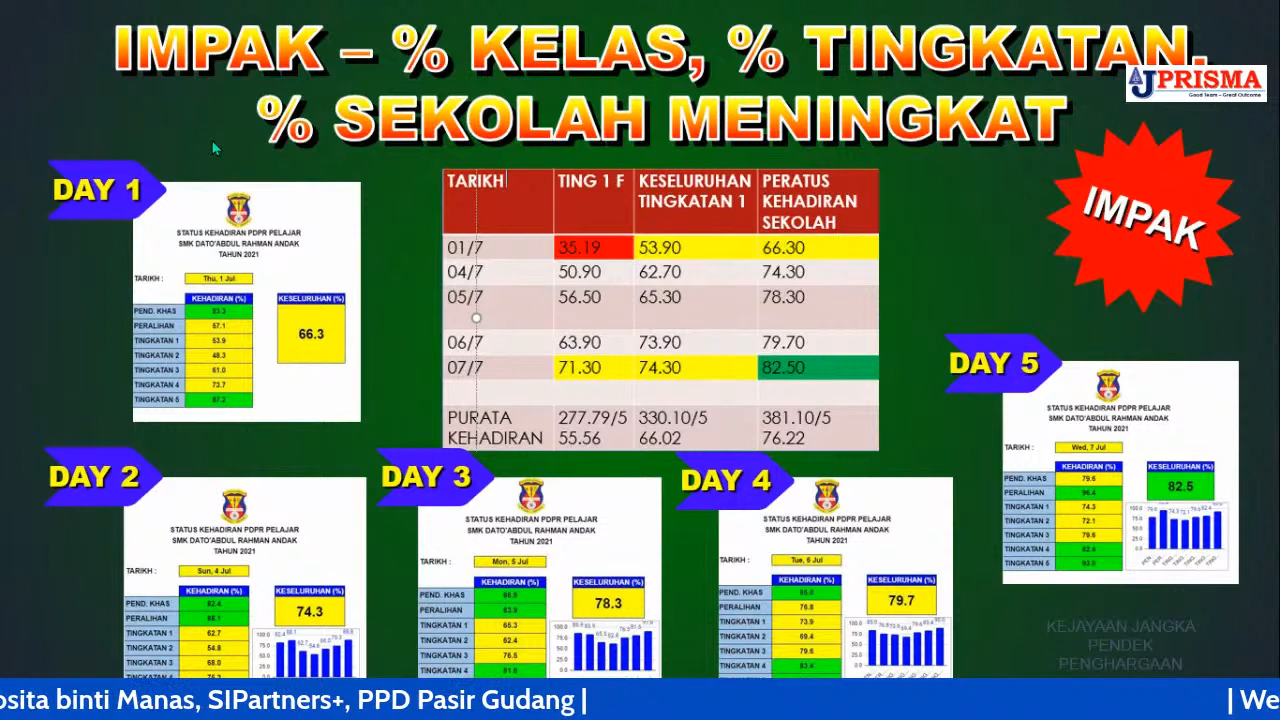 IMPAK – % KELAS, % TINGKATAN,
% SEKOLAH MENINGKAT
JPRISMA
Good Team – Great Outcome
IMPAK
DAY 1
STATUS KEHADIRAN PDPR PELAJAR
SMK DATO'ABDUL RAHMAN ANDAK
TAHUN 2021
TARIKH : Thu, 1 Jul
KEHADIRAN (%) KESELURUHAN (%)
PEND. KHAS 83.3
PERALIHAN 57.1
TINGKATAN 1 53.9
TINGKATAN 2 48.3
TINGKATAN 3 61.0
TINGKATAN 4 73.7
TINGKATAN 5 87.2
66.3
TARIKH TING 1 F KESELURUHAN TINGKATAN 1 PERATUS KEHADIRAN SEKOLAH
01/7 35.19 53.90 66.30
04/7 50.90 62.70 74.30
05/7 56.50 65.30 78.30
06/7 63.90 73.90 79.70
07/7 71.30 74.30 82.50
PURATA 277.79/5 330.10/5 381.10/5
KEHADIRAN 55.56 66.02 76.22
DAY 2
STATUS KEHADIRAN PDPR PELAJAR
SMK DATO'ABDUL RAHMAN ANDAK
TAHUN 2021
TARIKH : Sun, 4 Jul
KEHADIRAN (%) KESELURUHAN (%)
PEND. KHAS 82.4
PERALIHAN 88.1
TINGKATAN 1 62.7
TINGKATAN 2 54.8
TINGKATAN 3 68.0
74.3
DAY 3
STATUS KEHADIRAN PDPR PELAJAR
SMK DATO'ABDUL RAHMAN ANDAK
TAHUN 2021
TARIKH : Mon, 5 Jul
KEHADIRAN (%) KESELURUHAN (%)
PEND. KHAS
PERALIHAN 83.9
TINGKATAN 1 65.3
TINGKATAN 2 62.4
TINGKATAN 3 76.5
TINGKATAN 4 81.6
78.3
DAY 4
STATUS KEHADIRAN PDPR PELAJAR
SMK DATO'ABDUL RAHMAN ANDAK
TAHUN 2021
TARIKH : Tue, 6 Jul
KEHADIRAN (%) KESELURUHAN (%)
PEND. KHAS 85.0
PERALIHAN 76.8
TINGKATAN 1 73.9
TINGKATAN 2 69.4
TINGKATAN 3 79.6
TINGKATAN 4 83.4
79.7
DAY 5
STATUS KEHADIRAN PDPR PELAJAR
SMK DATO'ABDUL RAHMAN ANDAK
TAHUN 2021
TARIKH : Wed, 7 Jul
KEHADIRAN (%) KESELURUHAN (%)
PEND. KHAS 79.6
PERALIHAN 96.4
TINGKATAN 1 74.3
TINGKATAN 2 72.1
TINGKATAN 3 79.6
TINGKATAN 4 82.6
TINGKATAN 5
82.5
KEJAYAAN JANGKA
PENDEK
PENGHARGAAN
osita binti Manas, SIPartners+, PPD Pasir Gudang | | We